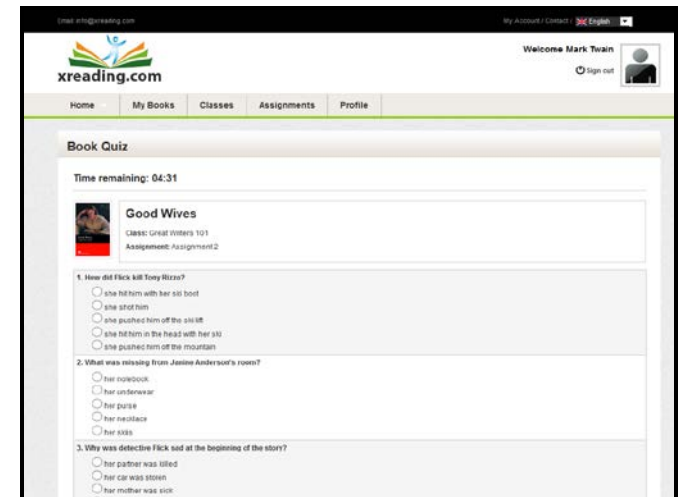 Email: info@xreading.com
My Account / Contact : English
xreading.com
Welcome Mark Twain
Sign out
Home My Books Classes Assignments Profile
Book Quiz
Time remaining: 04:31
Good Wives
Class: Great Writers 101
Assignment: Assignment 2
1. How did Flick kill Tony Rizzo?
she hit him with her ski boot
she shot him
she pushed him off the ski lift
she hit him in the head with her ski
she pushed him off the mountain
2. What was missing from Janine Anderson's room?
her notebook
her underwear
her purse
her necklace
her skis
3. Why was detective Flick sad at the beginning of the story?
her partner was killed
her car was stolen
her mother was sick